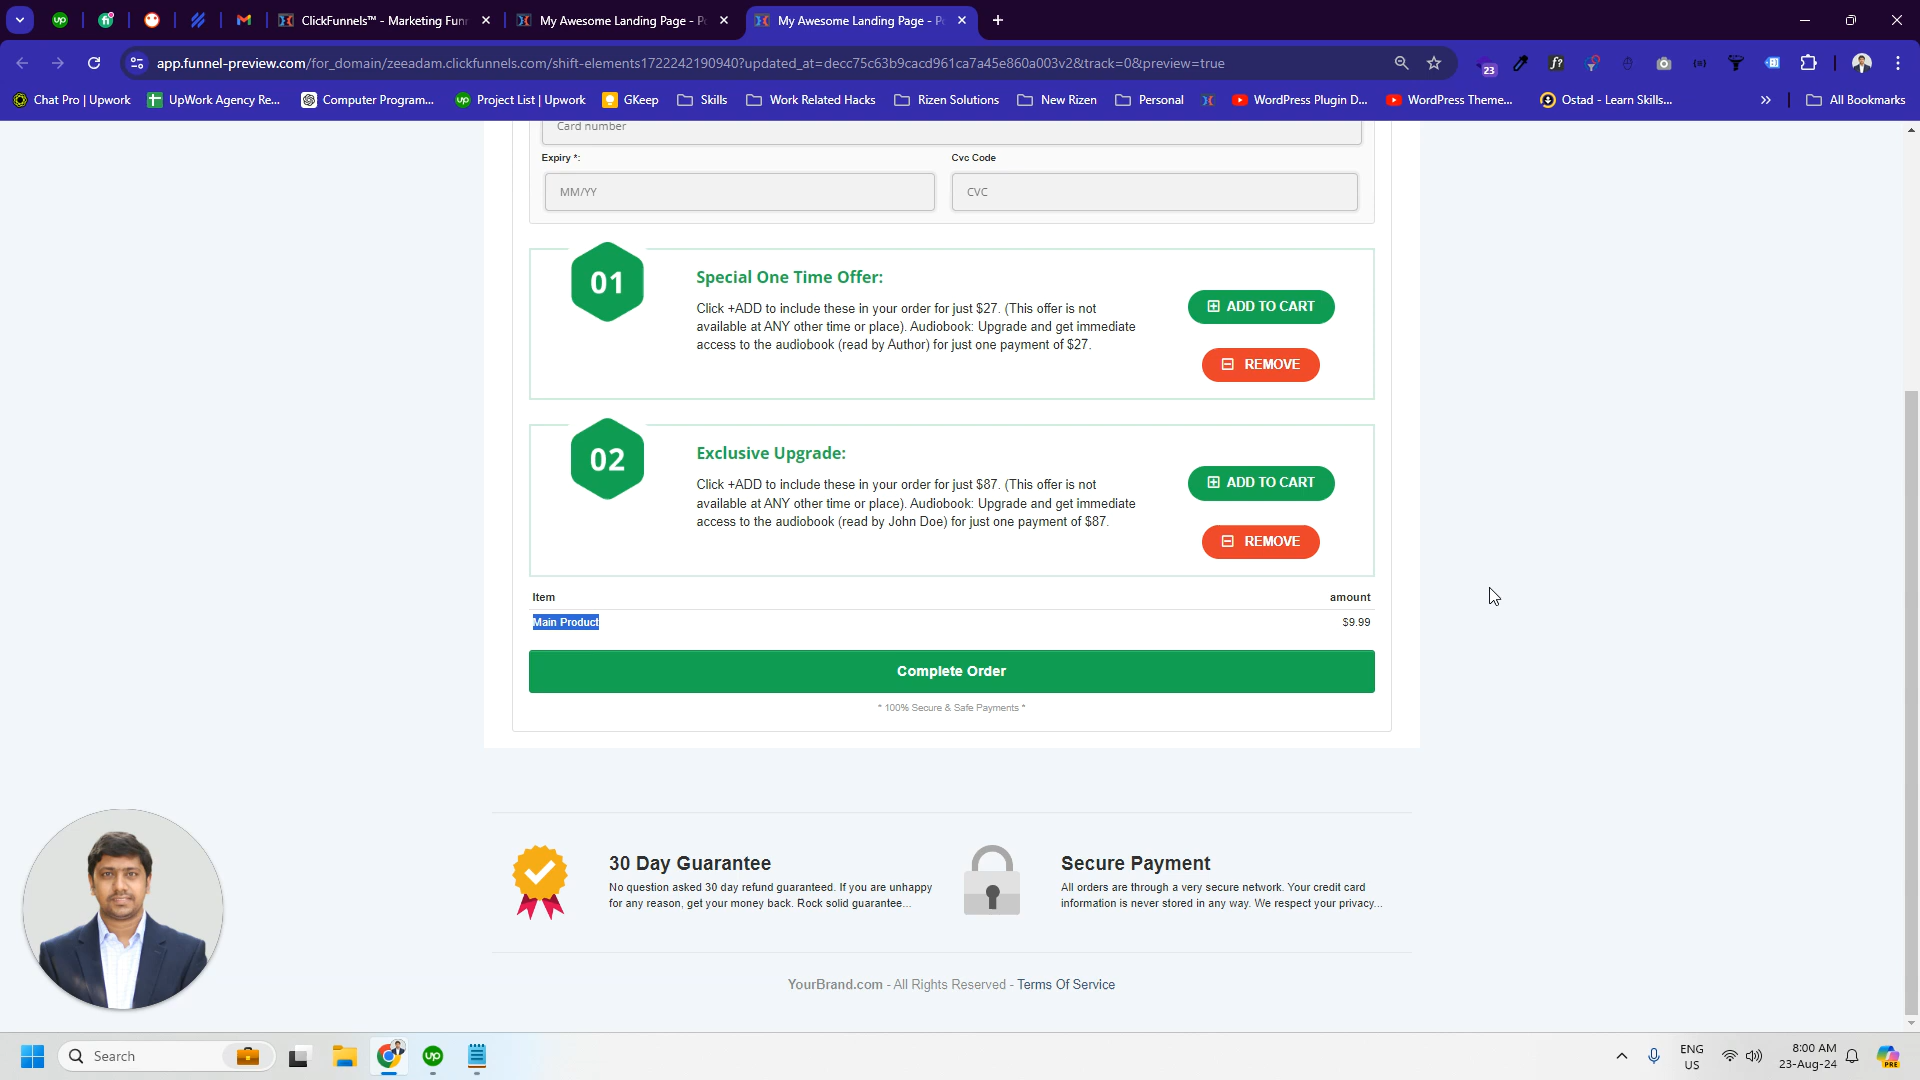 ClickFunnels™ - Marketing Fun
My Awesome Landing Page - P
My Awesome Landing Page - P
app.funnel-preview.com/for_domain/zeeadam.clickfunnels.com/shift-elements1722242190940?updated_at=decc75c63b9cacd961ca7a45e860a003v2&track=0&preview=true
23
f?
Chat Pro | Upwork
UpWork Agency Re...
Computer Program...
Project List | Upwork
GKeep
Skills
Work Related Hacks
Rizen Solutions
New Rizen
Personal
WordPress Plugin D...
WordPress Theme...
Ostad - Learn Skills...
All Bookmarks
Card number
Expiry *:
Cvc Code
MM/YY
CVC
01
Special One Time Offer:
Click +ADD to include these in your order for just $27. (This offer is not
available at ANY other time or place). Audiobook: Upgrade and get immediate
access to the audiobook (read by Author) for just one payment of $27.
ADD TO CART
REMOVE
02
Exclusive Upgrade:
Click +ADD to include these in your order for just $87. (This offer is not
available at ANY other time or place). Audiobook: Upgrade and get immediate
access to the audiobook (read by John Doe) for just one payment of $87.
ADD TO CART
REMOVE
Item
amount
Main Product
$9.99
Complete Order
* 100% Secure & Safe Payments *
30 Day Guarantee
No question asked 30 day refund guaranteed. If you are unhappy
for any reason, get your money back. Rock solid guarantee...
Secure Payment
All orders are through a very secure network. Your credit card
information is never stored in any way. We respect your privacy...
YourBrand.com - All Rights Reserved - Terms Of Service
Search
ENG
US
8:00 AM
23-Aug-24
PRE